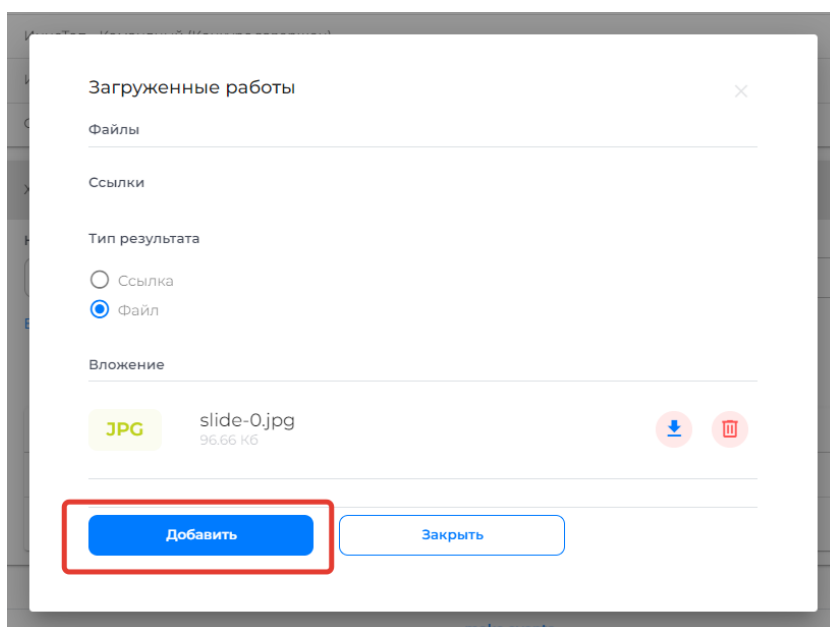 Загруженные работы
Файлы
Ссылки
Тип результата
Ссылка
Файл
Вложение
JPG
slide-0.jpg
96.66 Кб
Добавить
Закрыть